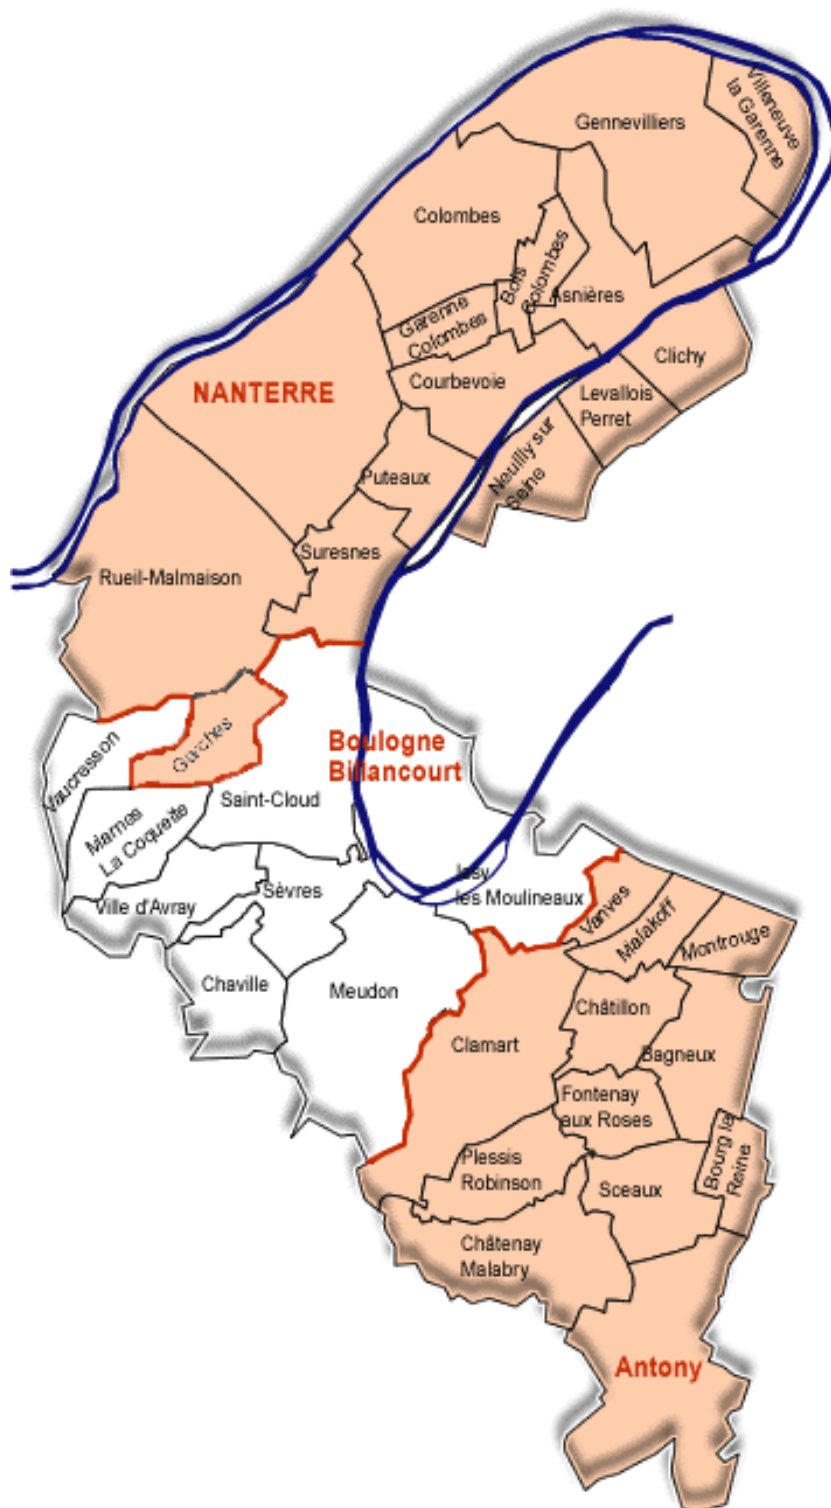 Villeneuve
la Garenne
Gennevilliers
Colombes
Bois
Colombes
Asnières
Garenne
Colombes
Clichy
Courbevoie
Levallois
Perret
NANTERRE
Neuilly sur
Seine
Puteaux
Suresnes
Rueil-Malmaison
Garches
Vaucresson
Boulogne
Billancourt
Saint-Cloud
Marnes
La Coquette
Issy
les Moulineaux
Sèvres
Ville d'Avray
Vanves
Malakoff
Montrouge
Chaville
Meudon
Châtillon
Clamart
Bagneux
Fontenay
aux Roses
Bourg la
Reine
Plessis
Robinson
Sceaux
Châtenay
Malabry
Antony